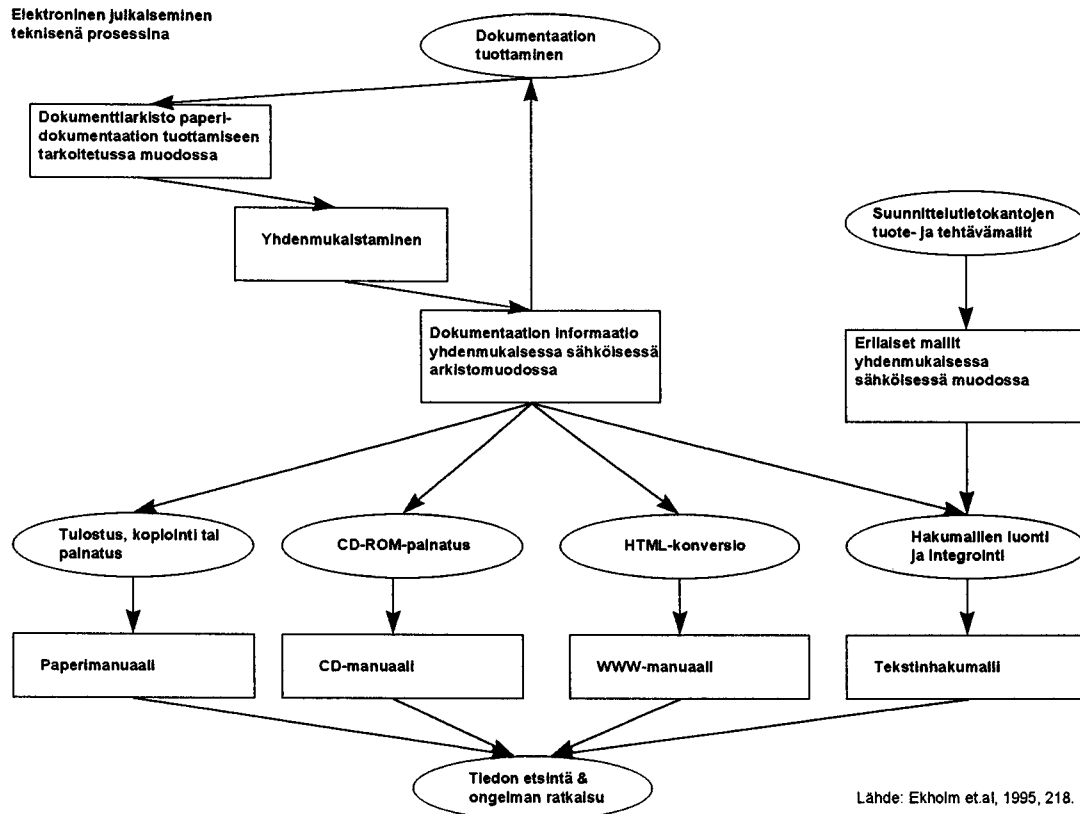 Elektroninen julkaiseminen
teknisenä prosessina
Dokumentaation
tuottaminen
Dokumenttiarkisto paperi-
dokumentaation tuottamiseen
tarkoitetussa muodossa
Yhdenmukaistaminen
Suunnittelutietokantojen
tuote- ja tehtävämallit
Dokumentaation informaatio
yhdenmukaisessa sähköisessä
arkistomuodossa
Erilaiset mallit
yhdenmukaisessa
sähköisessä muodossa
Tulostus, kopiointi tai
painatus
CD-ROM-painatus
HTML-konversio
Hakumallien luonti
ja integrointi
Paperimanuaali
CD-manuaali
WWW-manuaali
Tekstinhakumalli
Tiedon etsintä &
ongelman ratkaisu
Lähde: Ekholm et.al, 1995, 218.